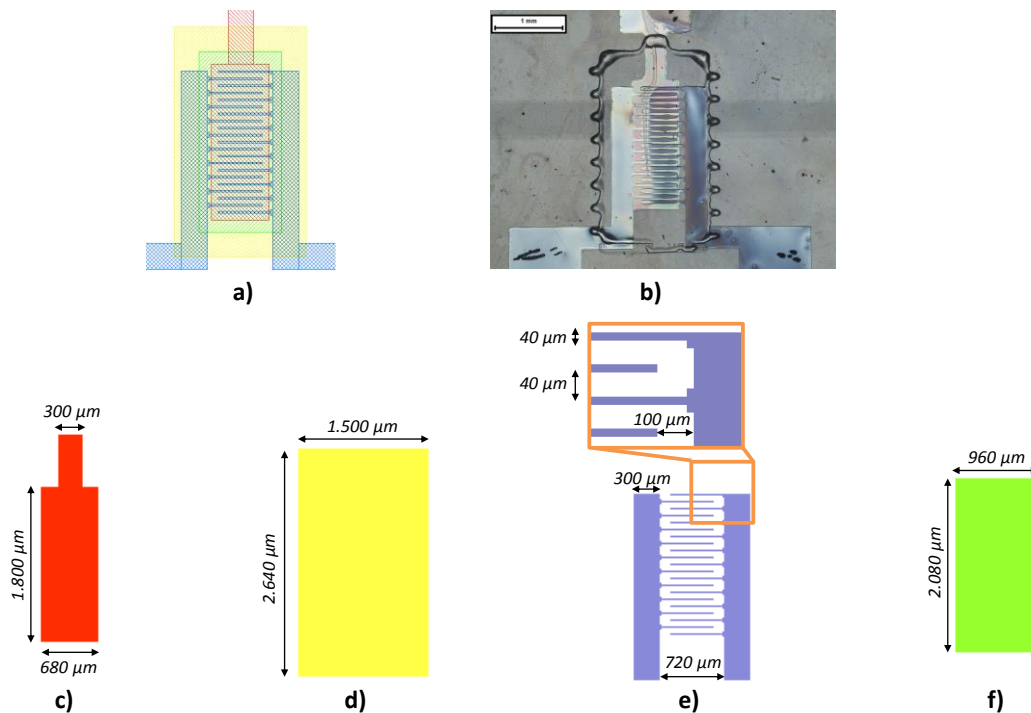 1 mm
a)
b)
40 µm
40 µm
100 µm
300 µm
1.800 µm
680 µm
c)
1.500 µm
2.640 µm
d)
300 µm
720 µm
e)
960 µm
2.080 µm
f)